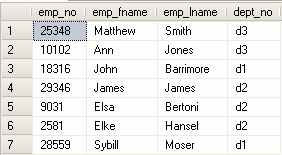 emp_no emp_fname emp_lname dept_no
1 25348 Matthew Smith d3
2 10102 Ann Jones d3
3 18316 John Barrimore d1
4 29346 James James d2
5 9031 Elsa Bertoni d2
6 2581 Elke Hansel d2
7 28559 Sybill Moser d1